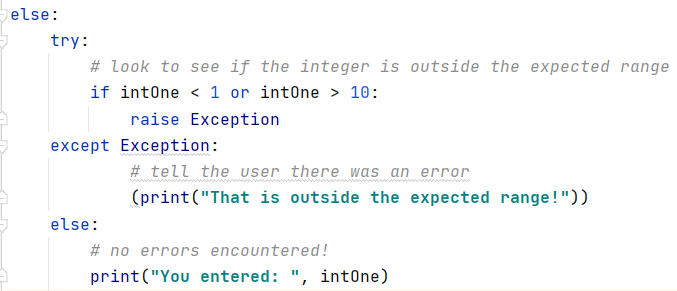 else:
    try:
        # look to see if the integer is outside the expected range
        if intOne < 1 or intOne > 10:
            raise Exception
    except Exception:
            # tell the user there was an error
            (print("That is outside the expected range!"))
    else:
        # no errors encountered!
        print("You entered: ", intOne)